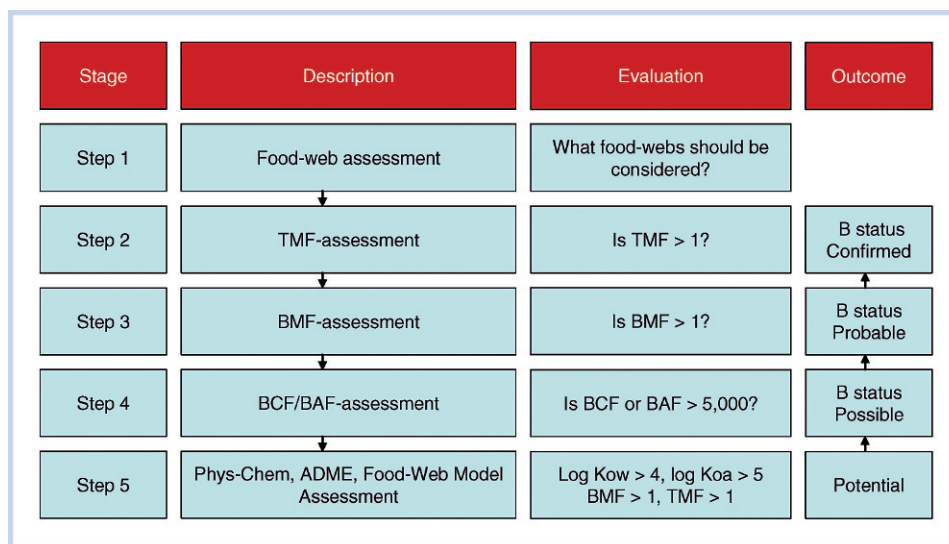 Stage
Description
Evaluation
Outcome
Step 1
Food-web assessment
What food-webs should be
considered?
Step 2
TMF-assessment
Is TMF > 1?
B status
Confirmed
Step 3
BMF-assessment
Is BMF > 1?
B status
Probable
Step 4
BCF/BAF-assessment
Is BCF or BAF > 5,000?
B status
Possible
Step 5
Phys-Chem, ADME, Food-Web Model
Assessment
Log Kow > 4, log Koa > 5
BMF > 1, TMF > 1
Potential